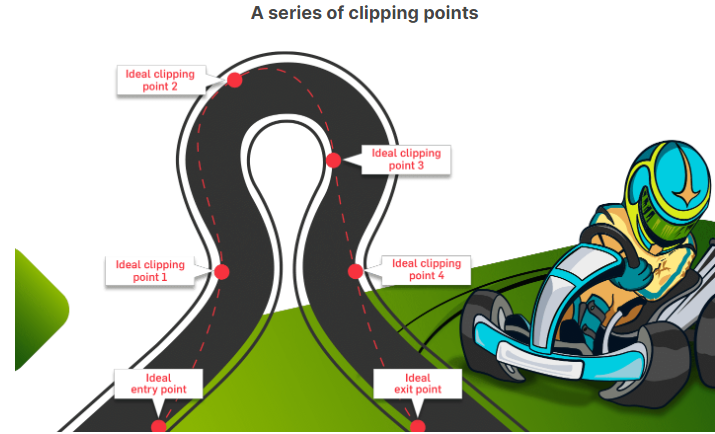 A series of clipping points
Ideal clipping
point 2
Ideal clipping
point 3
Ideal clipping
point 1
Ideal clipping
point 4
Ideal
entry point
Ideal
exit point